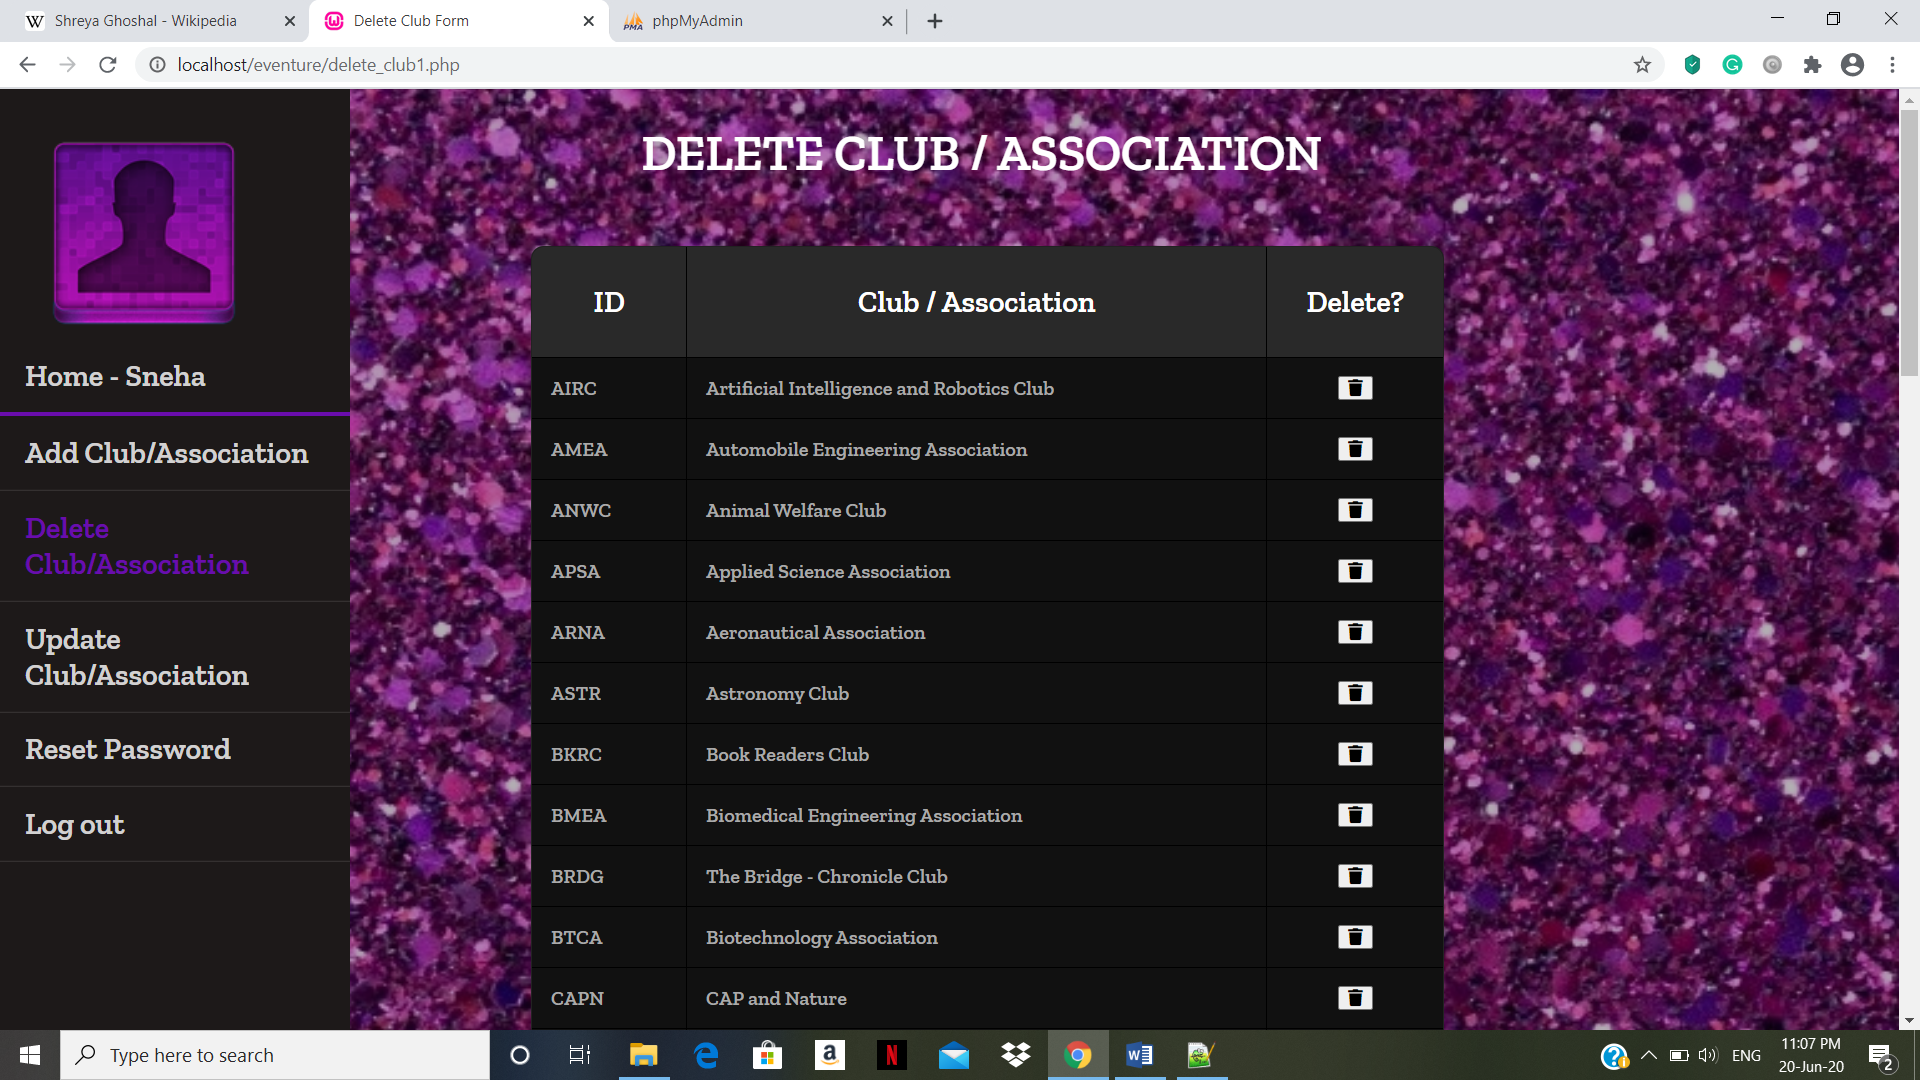 Shreya Ghoshal - Wikipedia
Delete Club Form
phpMyAdmin
localhost/eventure/delete_club1.php
DELETE CLUB / ASSOCIATION
Home - Sneha
Add Club/Association
Delete
Club/Association
Update
Club/Association
Reset Password
Log out
ID Club / Association Delete?
AIRC Artificial Intelligence and Robotics Club
AMEA Automobile Engineering Association
ANWC Animal Welfare Club
APSA Applied Science Association
ARNA Aeronautical Association
ASTR Astronomy Club
BKRC Book Readers Club
BMEA Biomedical Engineering Association
BRDG The Bridge - Chronicle Club
BTCA Biotechnology Association
CAPN CAP and Nature
Type here to search
ENG
11:07 PM
20-Jun-20
2